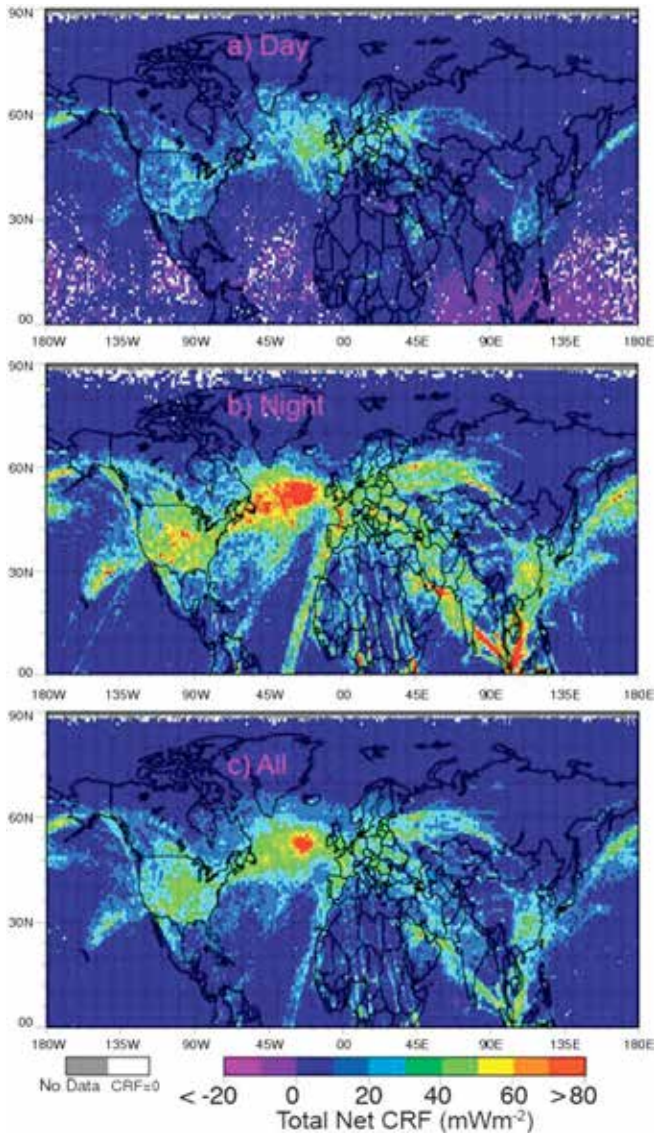 90N
a) Day
60N
30N
00
180W 135W 90W 45W 00 45E 90E 135E 180E
90N
b) Night
60N
30N
00
180W 135W 90W 45W 00 45E 90E 135E 180E
90N
c) All
60N
30N
00
180W 135W 90W 45W 00 45E 90E 135E 180E
No Data CRF=0 < -20 0 20 40 60 >80
Total Net CRF (mWm-2)